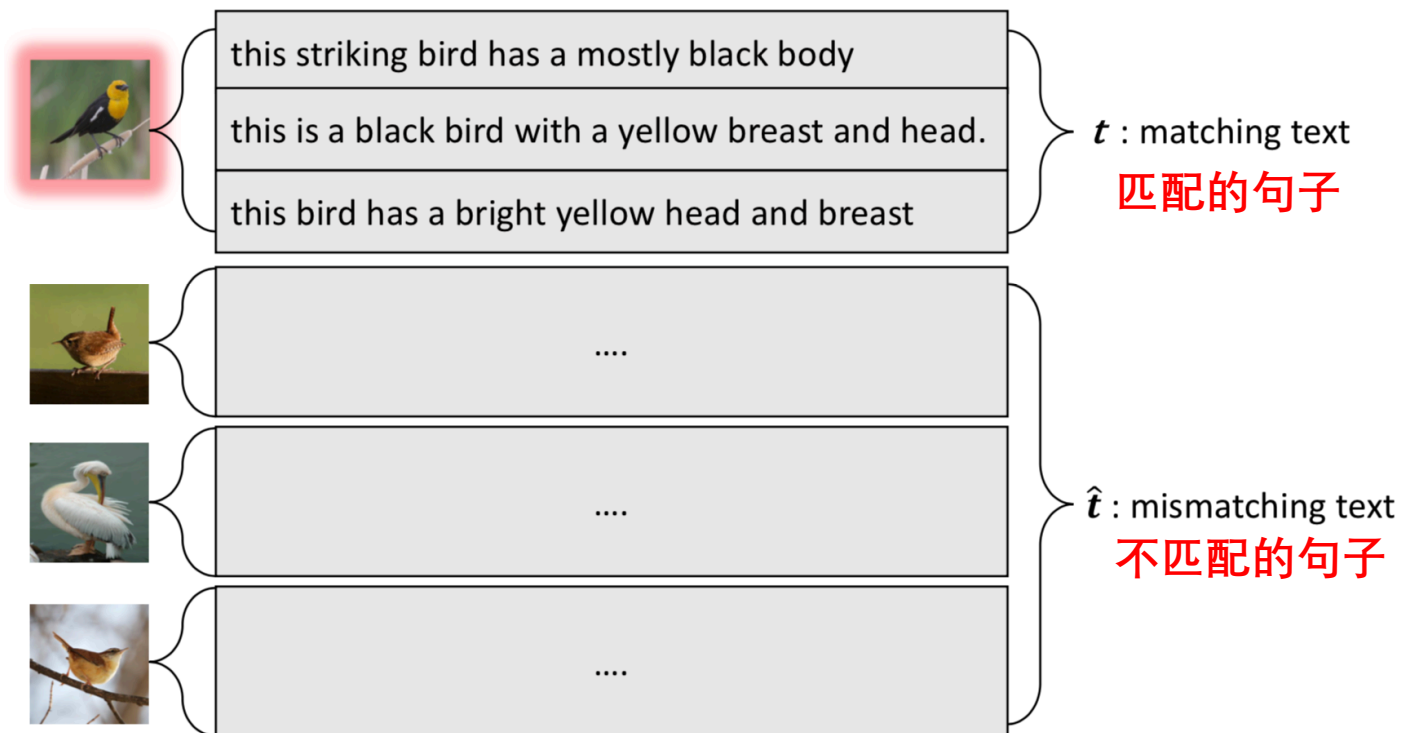 this striking bird has a mostly black body
this is a black bird with a yellow breast and head.
this bird has a bright yellow head and breast
t : matching text
匹配的句子
....
....
t̂ : mismatching text
不匹配的句子
....